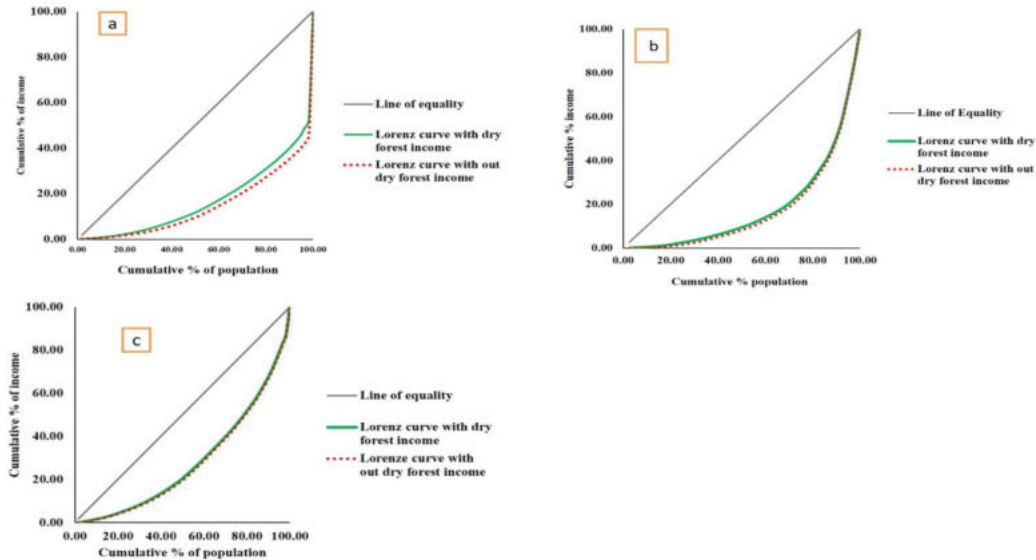 a
100.00
80.00
60.00
40.00
20.00
0.00
Cumulative % of income
0.00 20.00 40.00 60.00 80.00 100.00
Cumulative % of population
Line of equality
Lorenz curve with dry
forest income
Lorenz curve with out
dry forest income
b
100.00
80.00
60.00
40.00
20.00
0.00
Cumulative % income
0.00 20.00 40.00 60.00 80.00 100.00
Cumulative % population
Line of Equality
Lorenz curve with dry
forest income
Lorenz curve with out
dry forest income
c
100.00
80.00
60.00
40.00
20.00
0.00
Cumulative % of income
0.00 20.00 40.00 60.00 80.00 100.00
Cumulative % of population
Line of equality
Lorenz curve with dry
forest income
Lorenze curve with
out dry forest income